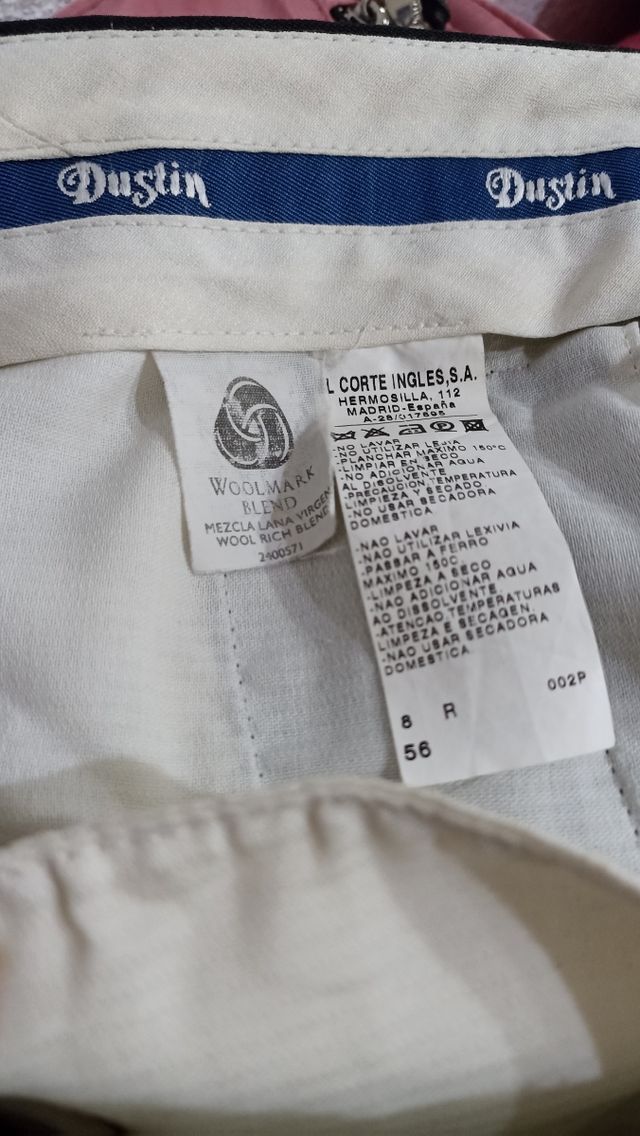 Dustin Dustin
WOOLMARK
BLEND
MEZCLA LANA VIRGEN
WOOL RICH BLEND
2400571
L CORTE INGLES,S.A.
HERMOSILLA, 112
MADRID-España
-NO LAVAR
-NO UTILIZAR LEJIA
-PLANCHAR MAXIMO 150°C
-LIMPIAR EN SECO
-NO ADICIONAR AGUA
AL DISOLVENTE
-PRECAUCION TEMPERATURA
LIMPIEZA Y SECADO
-NO USAR SECADORA
DOMESTICA
-NAO LAVAR
-NAO UTILIZAR LEXIVIA
-PASSAR A FERRO
MAXIMO 150C.
-LIMPEZA A SECO
-NAO ADICIONAR AQUA
AO DISSOLVENTE
-ATENCAO TEMPERATURAS
LIMPEZA E SECAGEN.
-NAO USAR SECADORA
DOMESTICA
8 R 002P
56